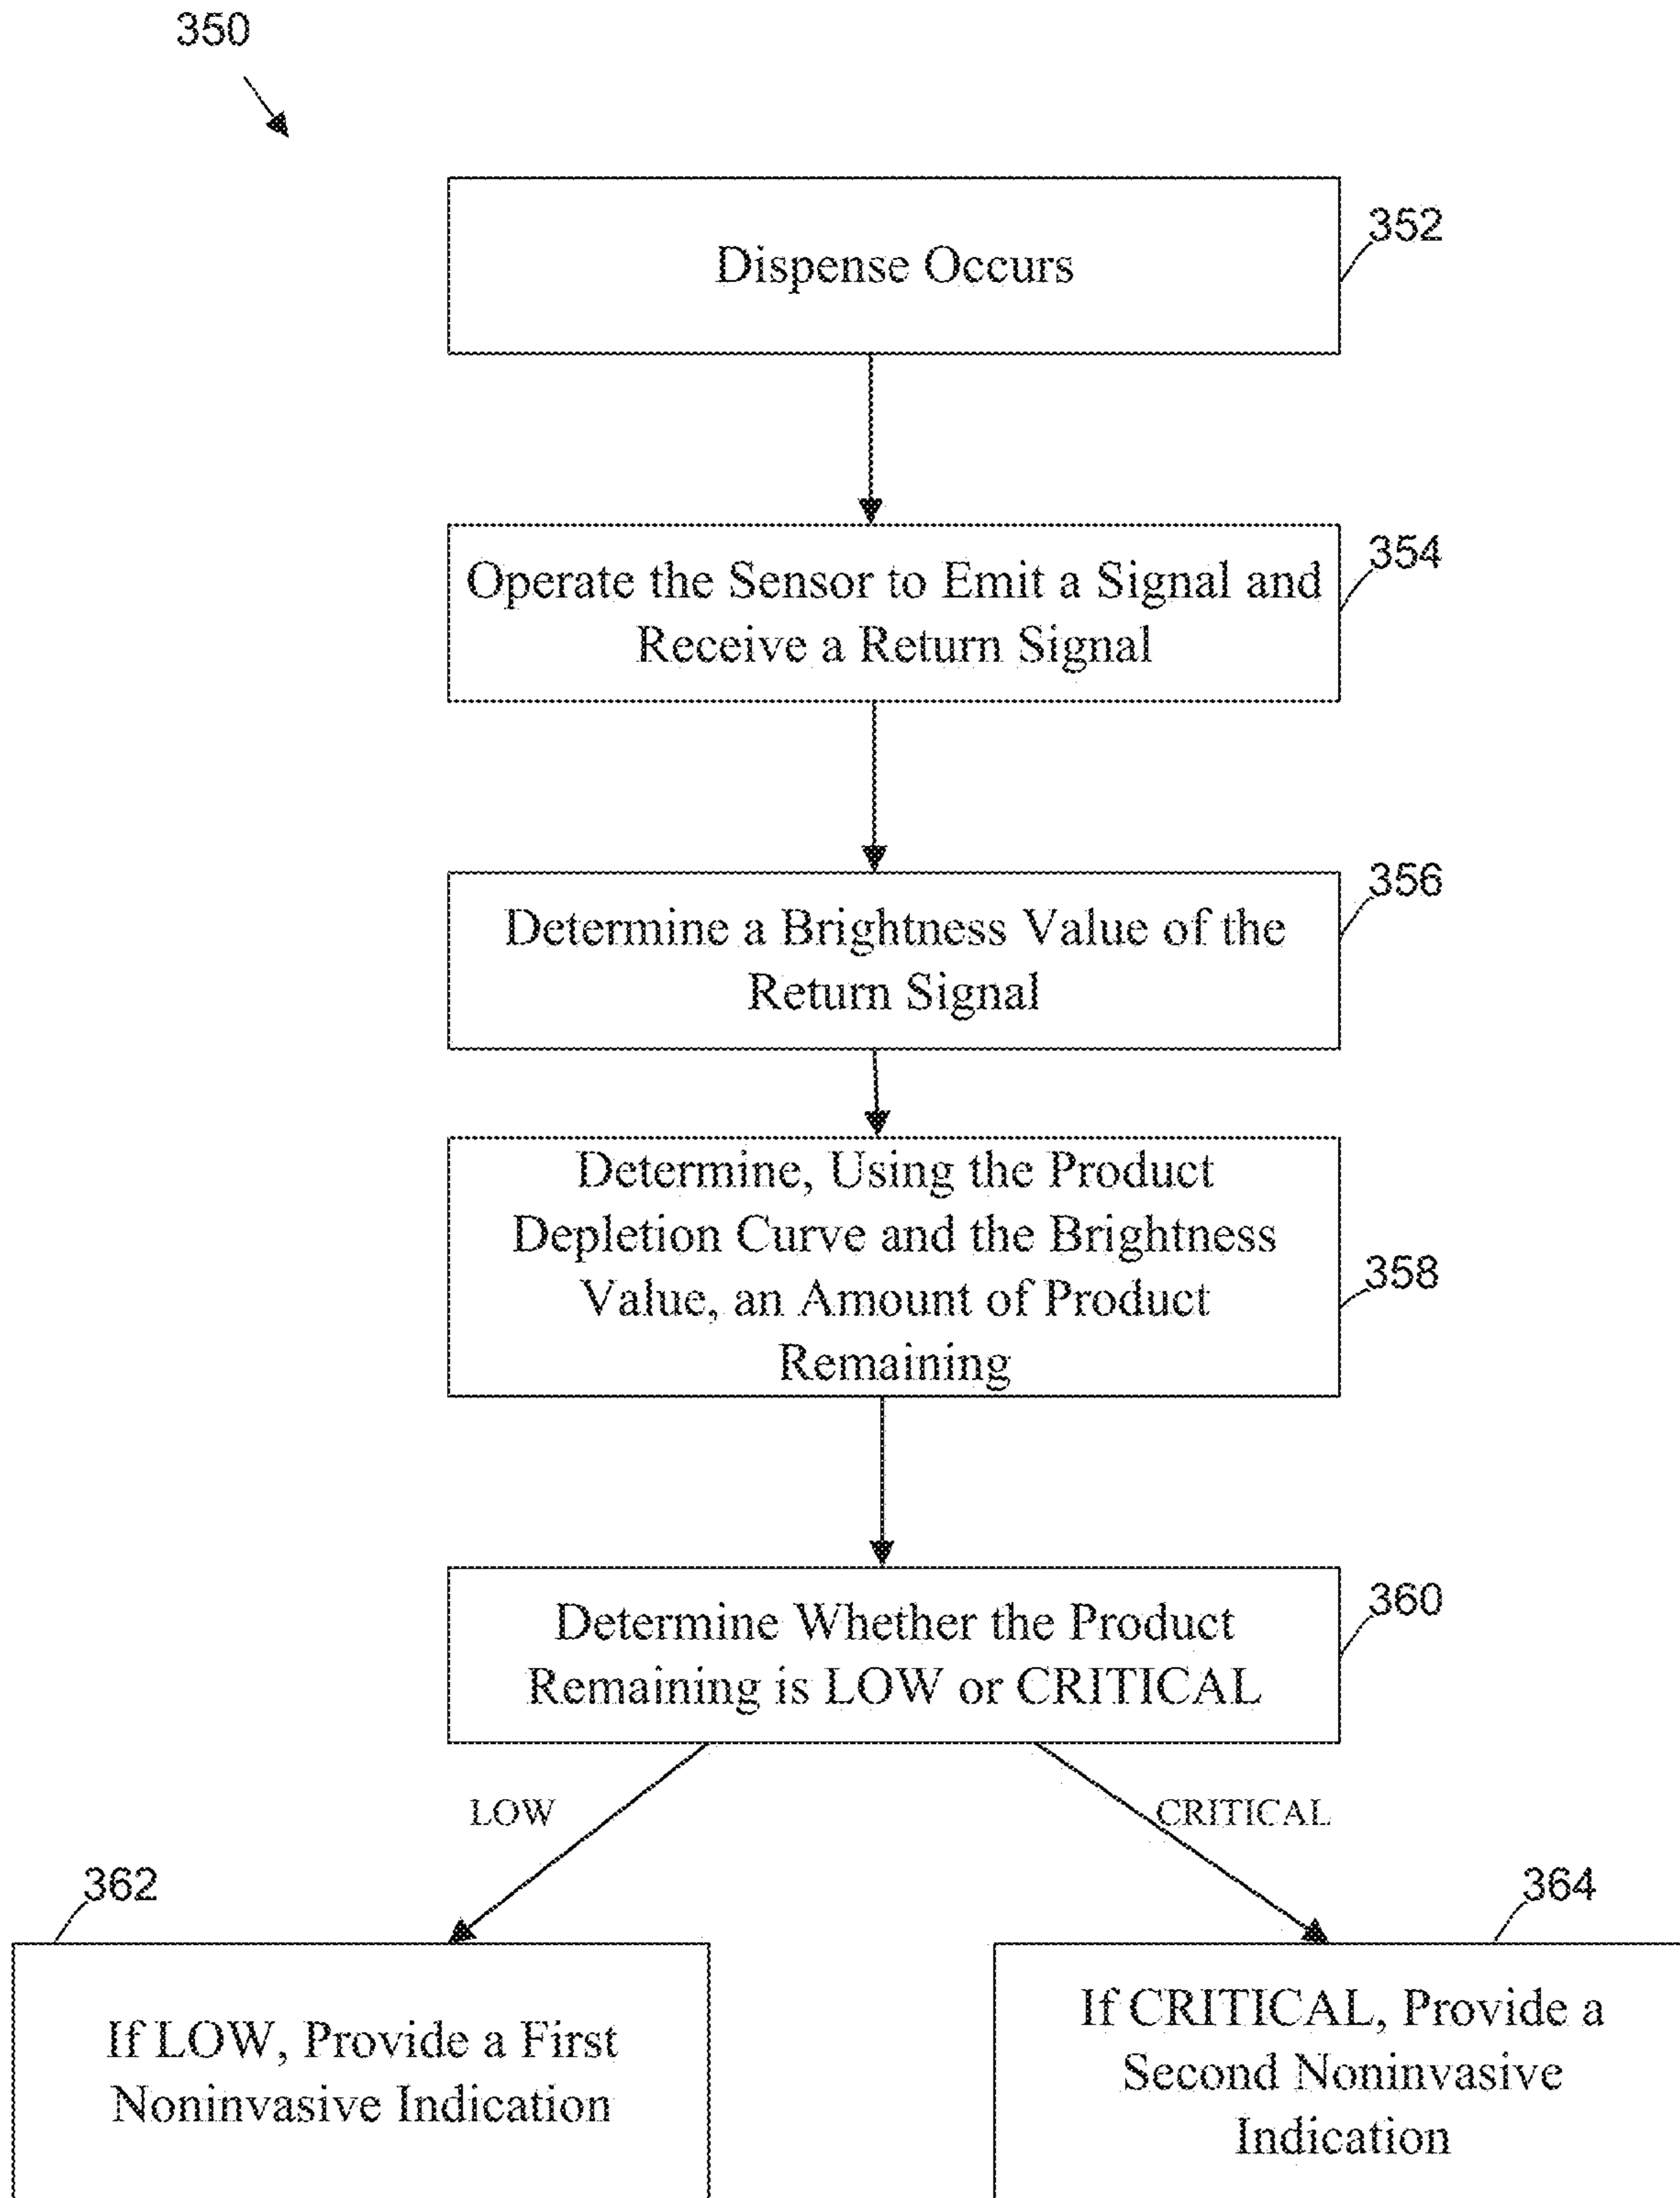 350
Dispense Occurs
352
Operate the Sensor to Emit a Signal and
Receive a Return Signal
354
Determine a Brightness Value of the
Return Signal
356
Determine, Using the Product
Depletion Curve and the Brightness
Value, an Amount of Product
Remaining
358
Determine Whether the Product
Remaining is LOW or CRITICAL
360
LOW
CRITICAL
362
If LOW, Provide a First
Noninvasive Indication
364
If CRITICAL, Provide a
Second Noninvasive
Indication